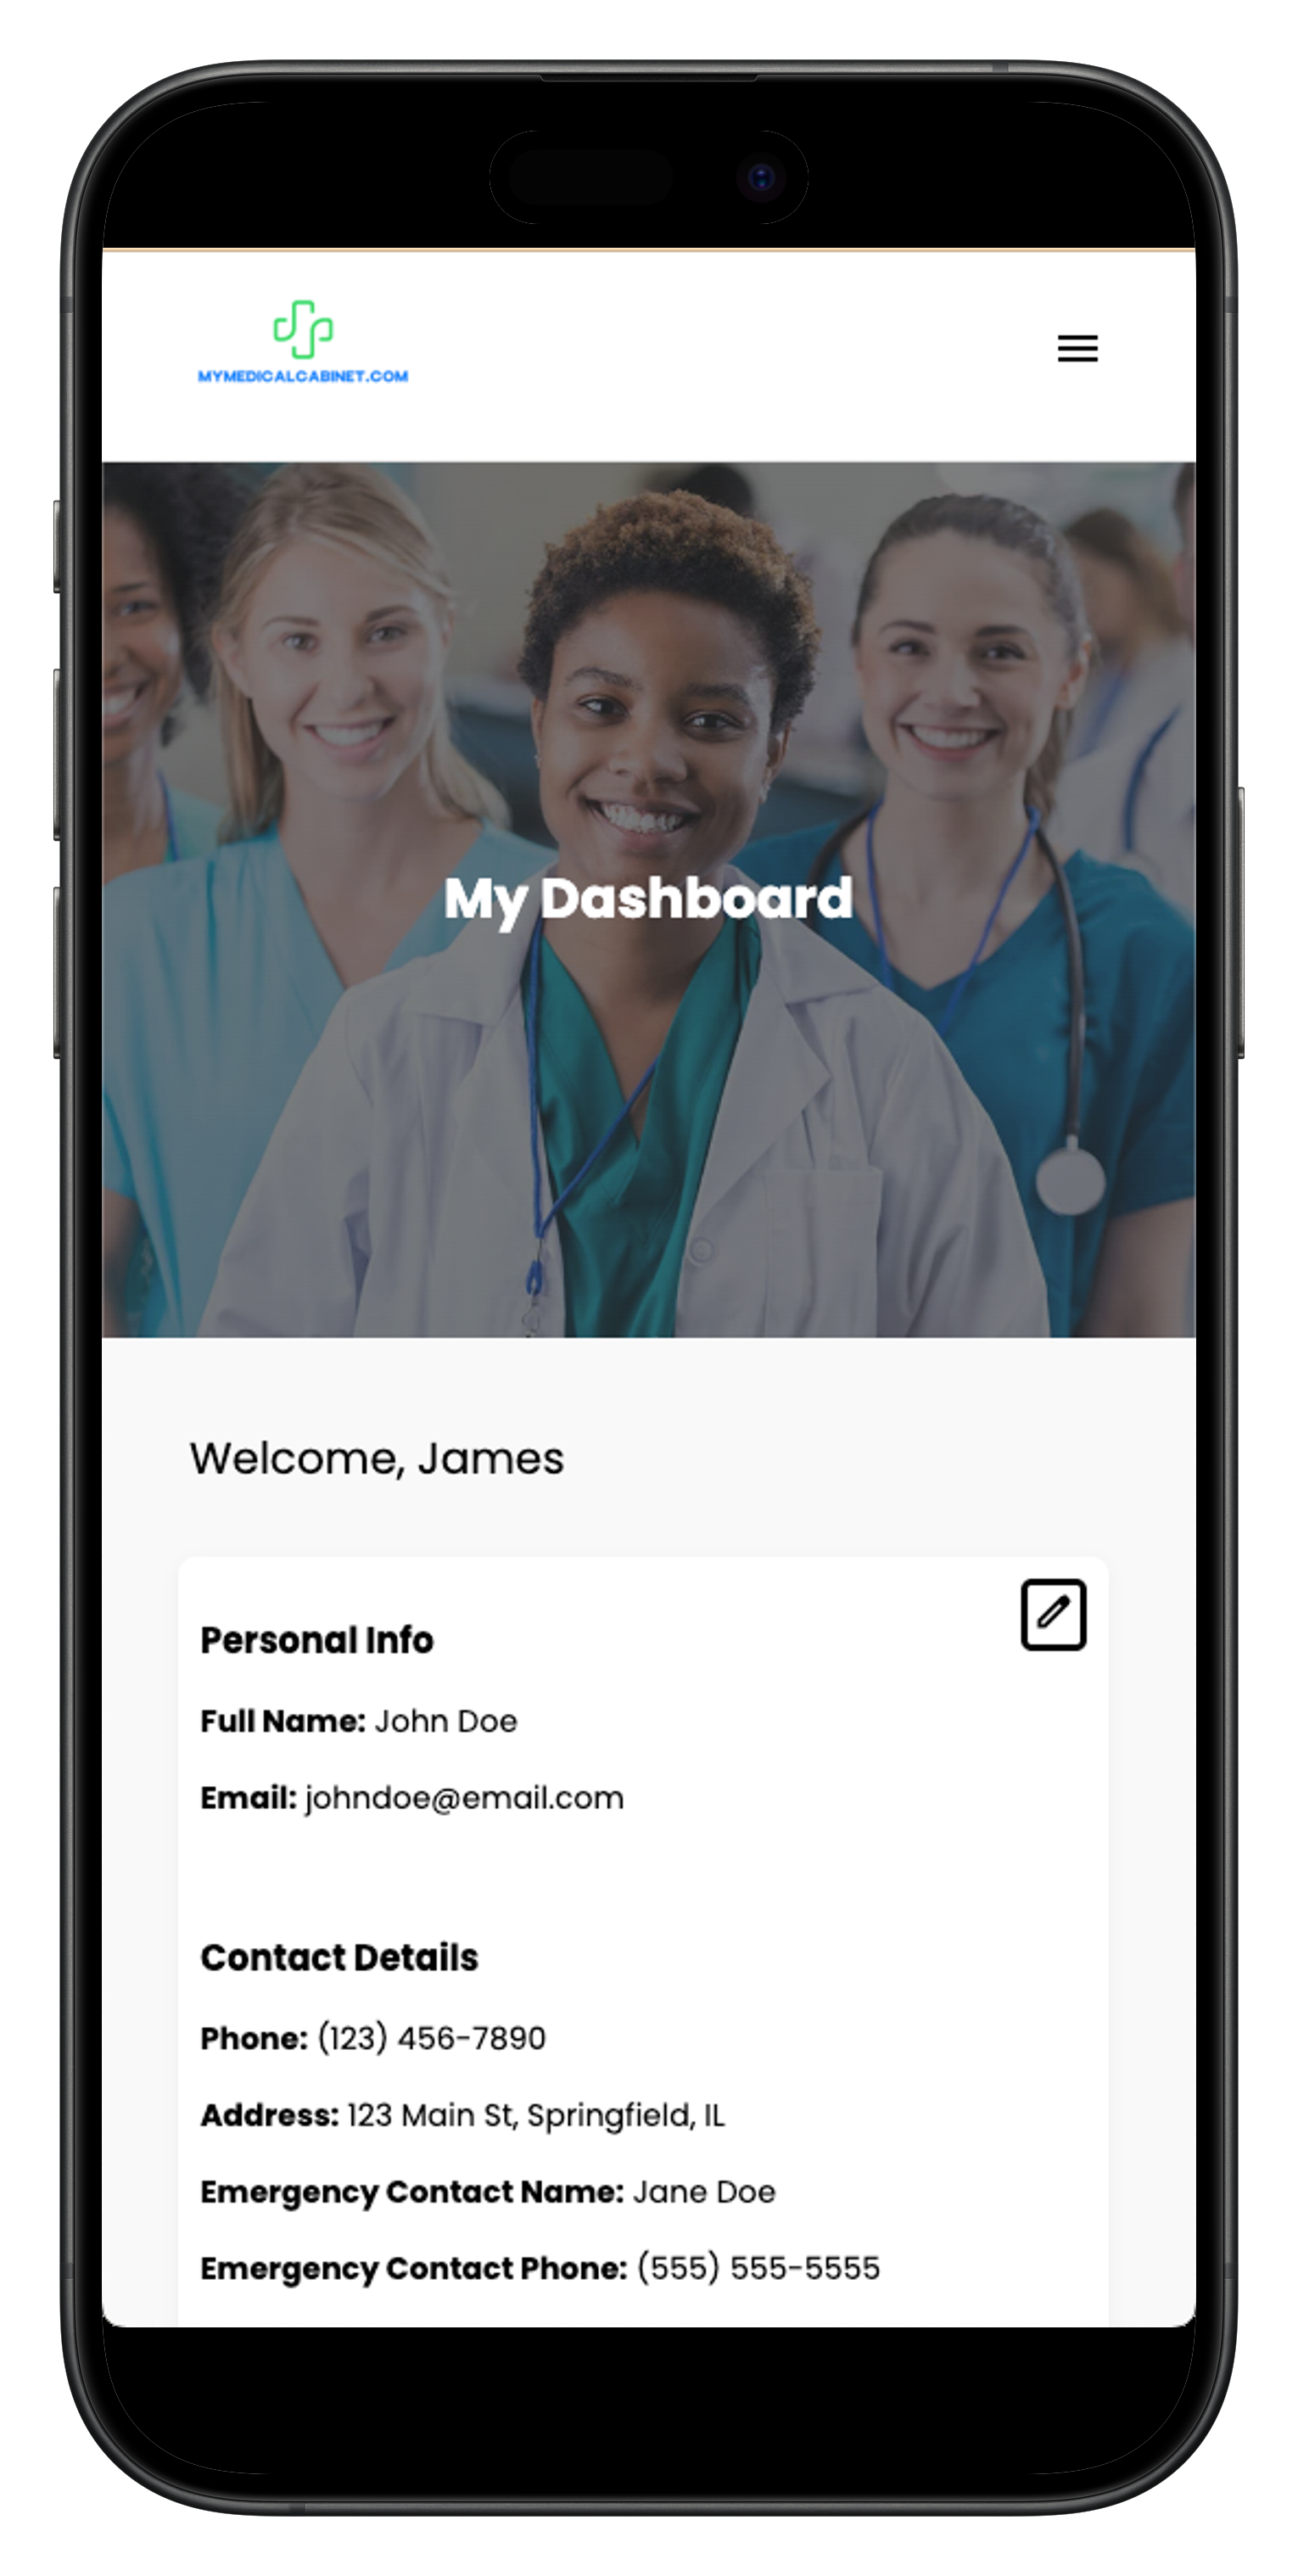 MYMEDICALCABINET.COM
My Dashboard
Welcome, James
Personal Info
Full Name: John Doe
Email: johndoe@email.com
Contact Details
Phone: (123) 456-7890
Address: 123 Main St, Springfield, IL
Emergency Contact Name: Jane Doe
Emergency Contact Phone: (555) 555-5555